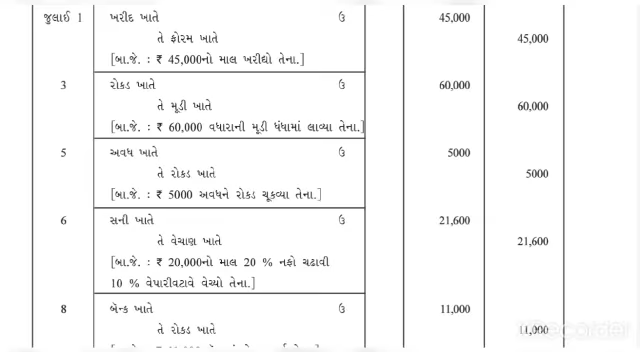 જુલાઈ 1 ખરીદ ખાતે ઉ 45,000
તે ફોરમ ખાતે 45,000
[બા.જે. : ₹ 45,000નો માલ ખરીદ્યો તેના.]
3 રોકડ ખાતે ઉ 60,000
તે મૂડી ખાતે 60,000
[બા.જે. : ₹ 60,000 વધારાની મૂડી ધંધામાં લાવ્યા તેના.]
5 અવધ ખાતે ઉ 5000
તે રોકડ ખાતે 5000
[બા.જે. : ₹ 5000 અવધને રોકડ ચૂકવ્યા તેના.]
6 સની ખાતે ઉ 21,600
તે વેચાણ ખાતે 21,600
[બા.જે. : ₹ 20,000નો માલ 20 % નફો ચઢાવી
10 % વેપારીવટાવે વેચ્યો તેના.]
8 બૅન્ક ખાતે ઉ 11,000
તે રોકડ ખાતે 11,000